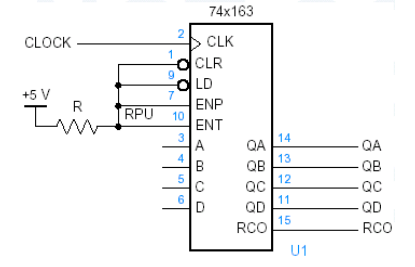 74x163
CLOCK 2 CLK
1 CLR
9 LD
+5 V 7 ENP
R RPU 10 ENT
3 A QA 14 QA
4 B QB 13 QB
5 C QC 12 QC
6 D QD 11 QD
RCO 15 RCO
U1